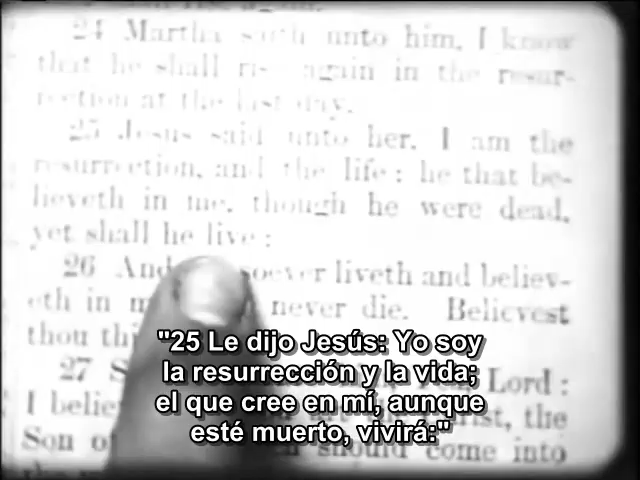 again.
24 Martha saith unto him, I know
that he shall rise again in the resur-
rection at the last day.
25 Jesus said unto her, I am the
resurrection, and the life: he that be-
lieveth in me, though he were dead,
yet shall he live:
26 And soever liveth and believ-
eth in never die. Believest
thou
27 Lord:
I the
Son of should come into
the
"25 Le dijo Jesús: Yo soy
la resurrección y la vida;
el que cree en mí, aunque
esté muerto, vivirá:"